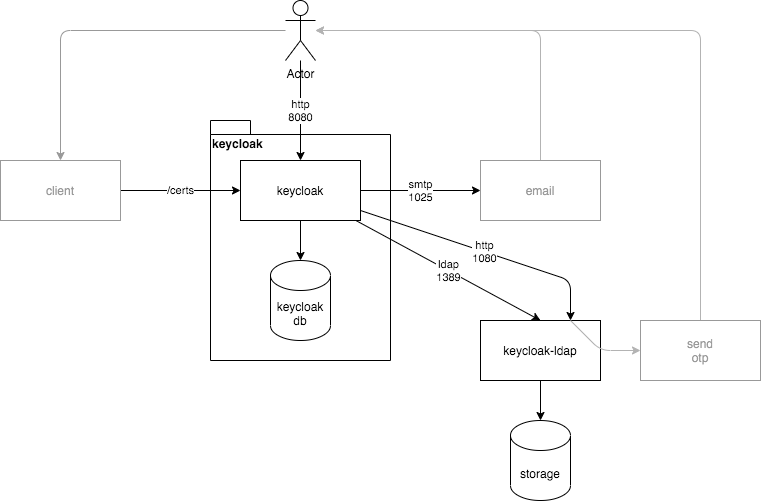 Actor
http
8080
keycloak
client
/certs
keycloak
smtp
1025
email
http
1080
ldap
1389
keycloak
db
keycloak-ldap
send
otp
storage